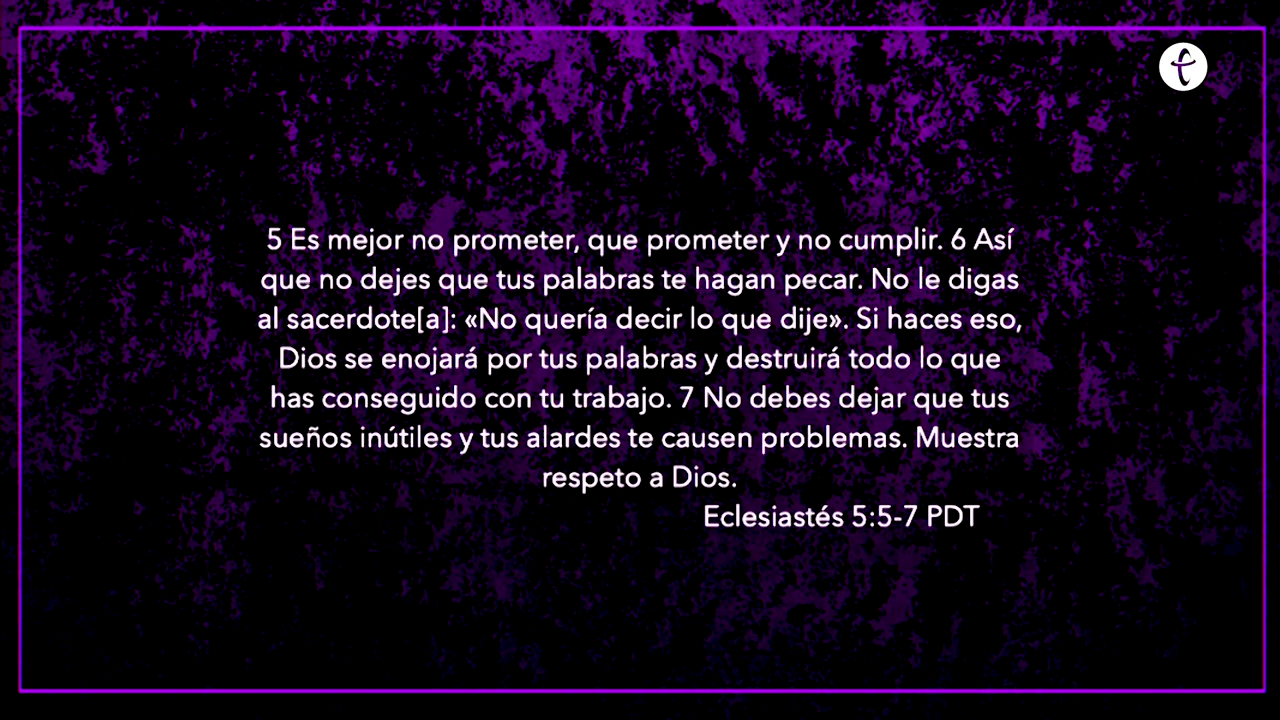 5 Es mejor no prometer, que prometer y no cumplir. 6 Así
que no dejes que tus palabras te hagan pecar. No le digas
al sacerdote[a]: «No quería decir lo que dije». Si haces eso,
Dios se enojará por tus palabras y destruirá todo lo que
has conseguido con tu trabajo. 7 No debes dejar que tus
sueños inútiles y tus alardes te causen problemas. Muestra
respeto a Dios.
Eclesiastés 5:5-7 PDT